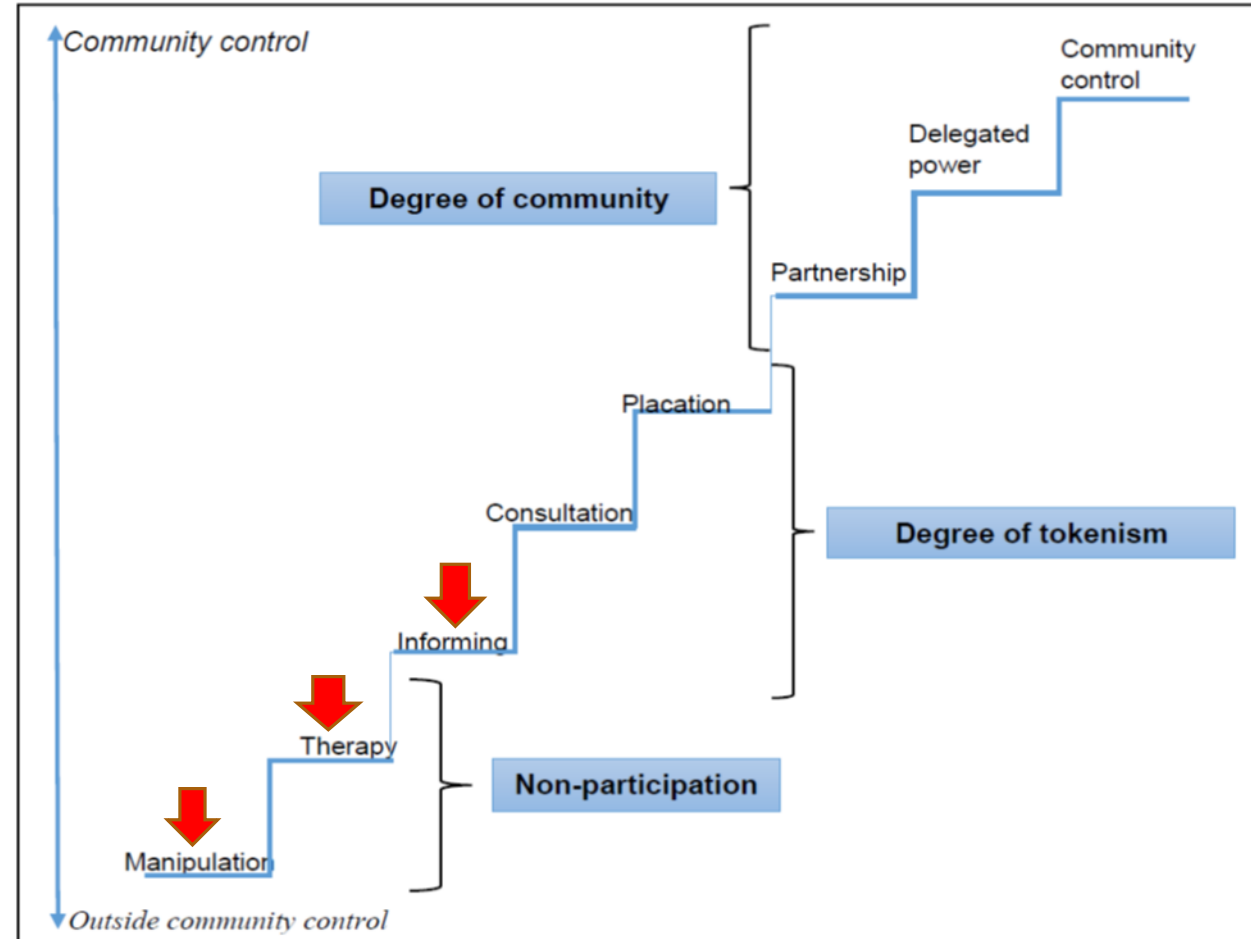 Community control
Community
control
Delegated
power
Degree of community
Partnership
Placation
Consultation
Degree of tokenism
Informing
Therapy
Non-participation
Manipulation
Outside community control